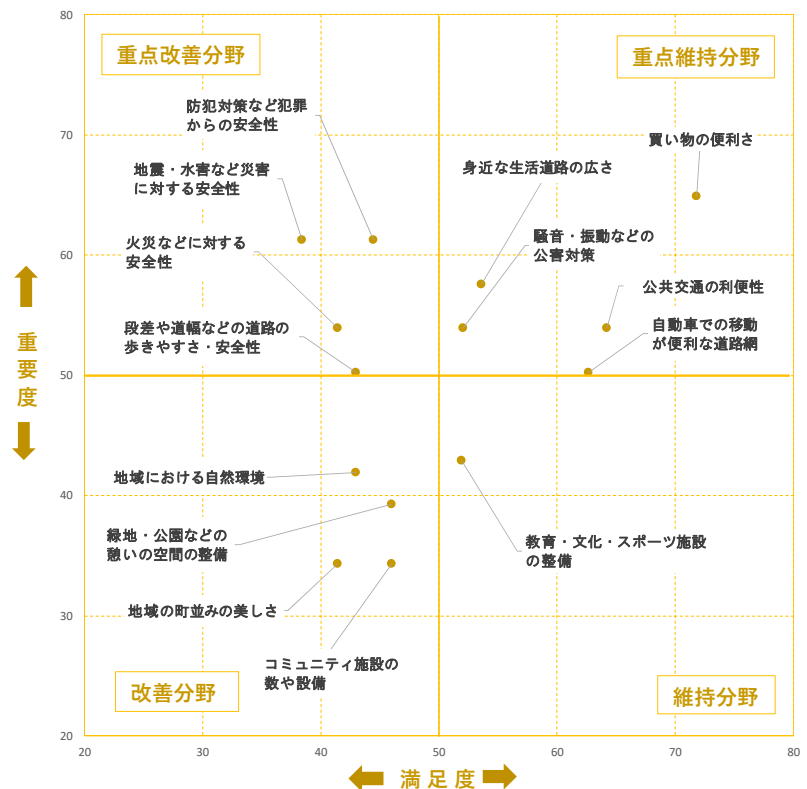 80
重点改善分野
重点維持分野
防犯対策など犯罪
からの安全性
70
買い物の便利さ
地震・水害など災害
に対する安全性
身近な生活道路の広さ
火災などに対する
安全性
騒音・振動などの
公害対策
60
公共交通の利便性
段差や道幅などの道路の
歩きやすさ・安全性
自動車での移動
が便利な道路網
重要度
50
地域における自然環境
40
緑地・公園などの
憩いの空間の整備
教育・文化・スポーツ施設
の整備
地域の町並みの美しさ
30
コミュニティ施設の
数や設備
改善分野
維持分野
20
20 30 40 50 60 70 80
満足度